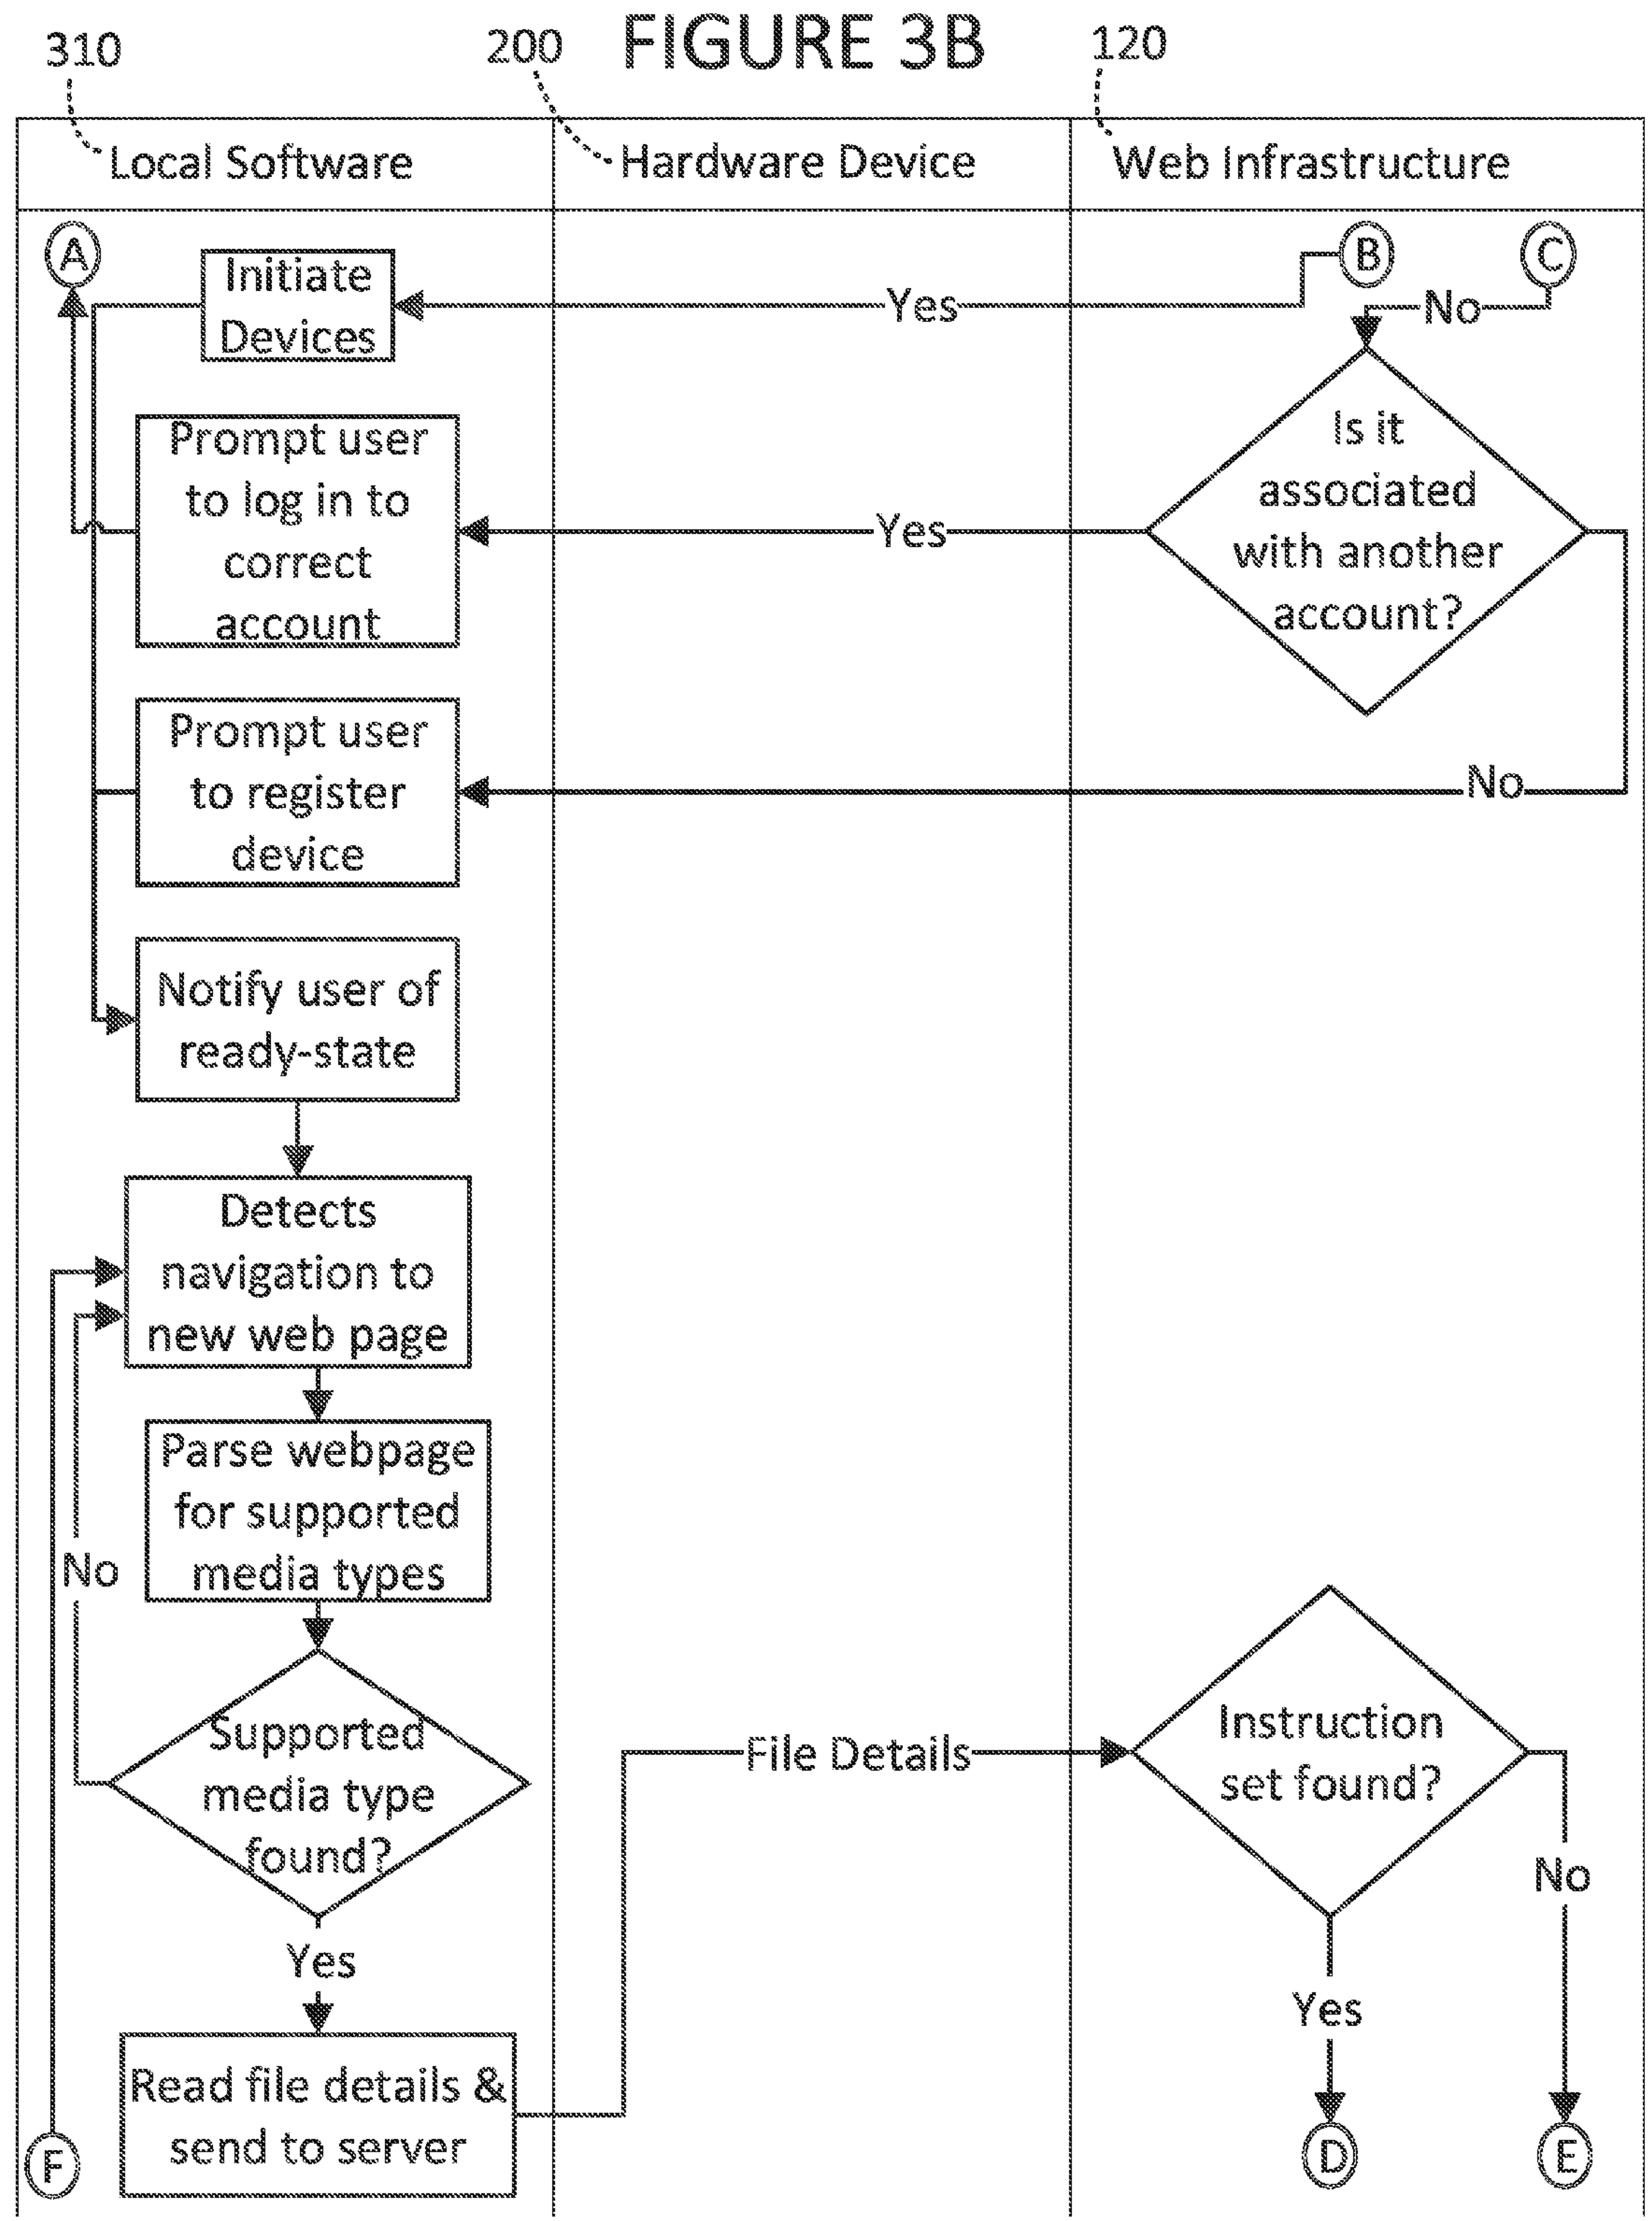 FIGURE 3B
310
200
120
Local Software
Hardware Device
Web Infrastructure
A
B
C
Initiate
Devices
Yes
No
Prompt user
to log in to
correct
account
Yes
Is it
associated
with another
account?
Prompt user
to register
device
No
Notify user of
ready-state
Detects
navigation to
new web page
Parse webpage
for supported
media types
No
Supported
media type
found?
File Details
Instruction
set found?
Yes
No
Yes
Read file details &
send to server
F
D
E